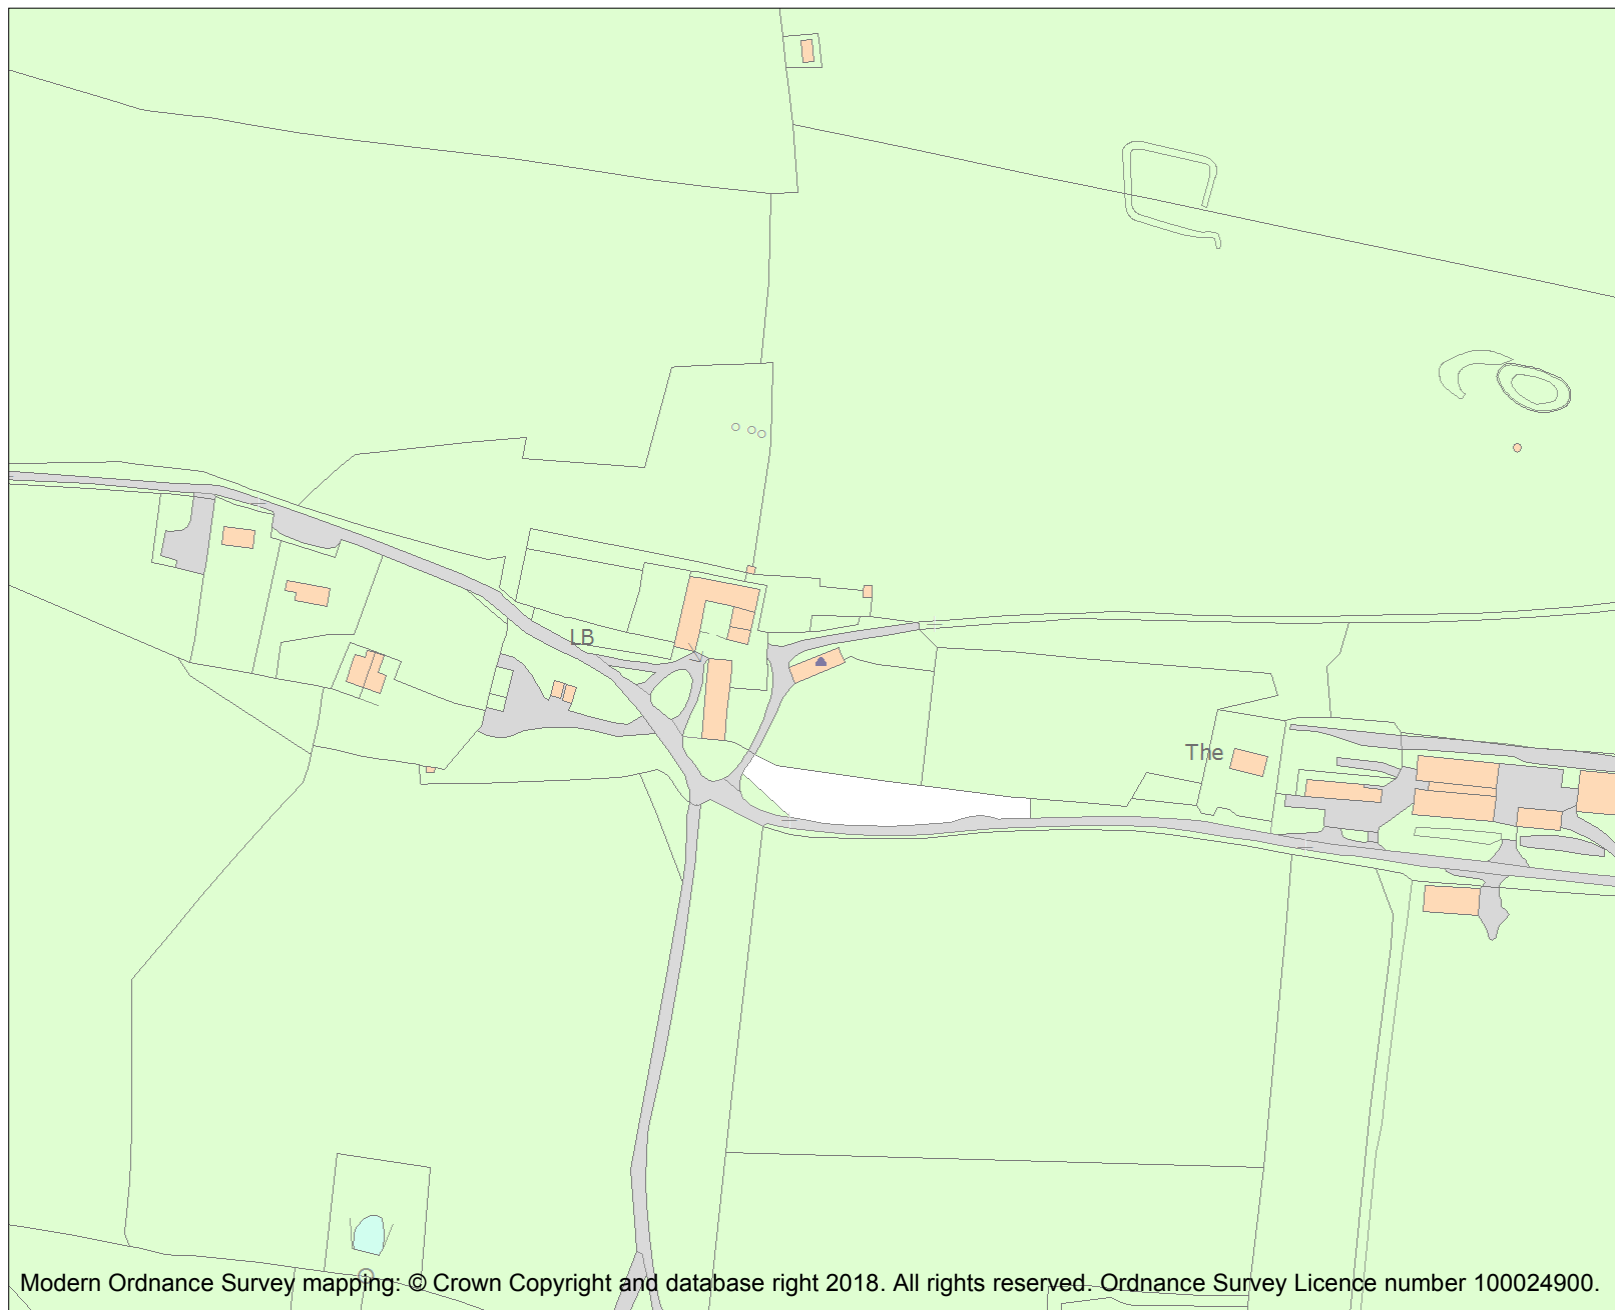 LB
The
Modern Ordnance Survey mapping: © Crown Copyright and database right 2018. All rights reserved. Ordnance Survey Licence number 100024900.